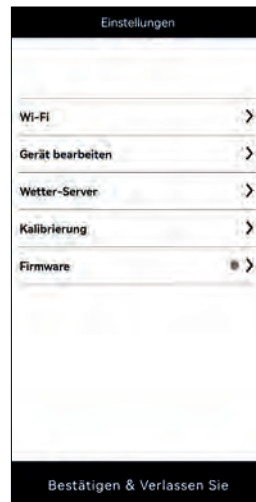 Einstellungen
Wi-Fi
Gerät bearbeiten
Wetter-Server
Kalibrierung
Firmware
Bestätigen & Verlassen Sie